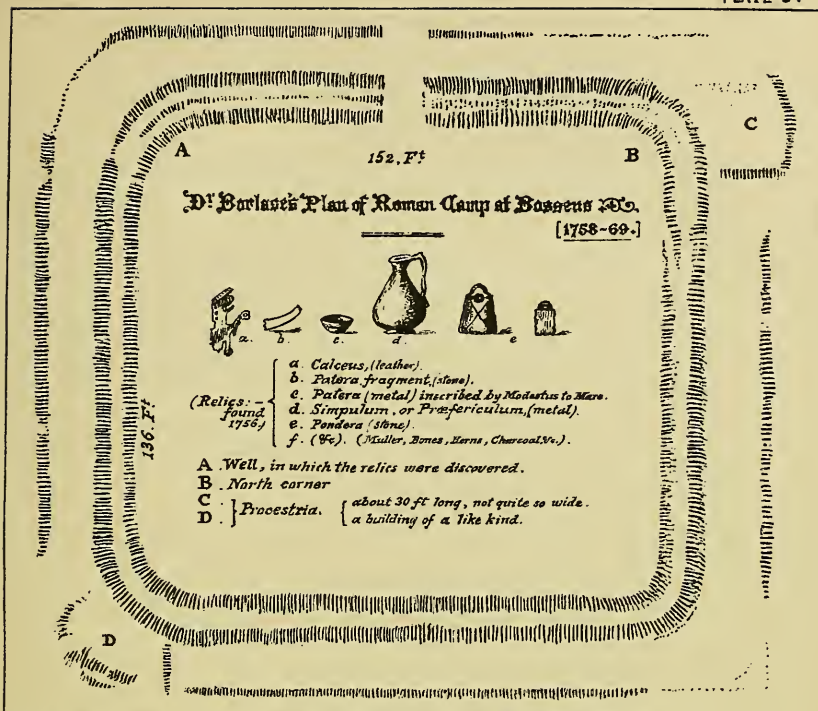 PLATE
A
152. Ft
B
C
Dr Borlase's Plan of Roman Camp at Bossens &c.
[1758-69.]
a. b. c. d. e
(Relics:- found 1756.)
a. Calceus, (leather).
b. Patera, fragment, (stone).
c. Patera (metal) inscribed by Modestus to Mars.
d. Simpulum, or Præfericulum, (metal).
e. Pondera (stone).
f. (&c). (Muller, Bones, Horns, Charcoal, &c.).
136. Ft
A . Well, in which the relics were discovered.
B . North corner
C . } Procestria. { about 30 ft long, not quite so wide.
D . a building of a like kind.
D